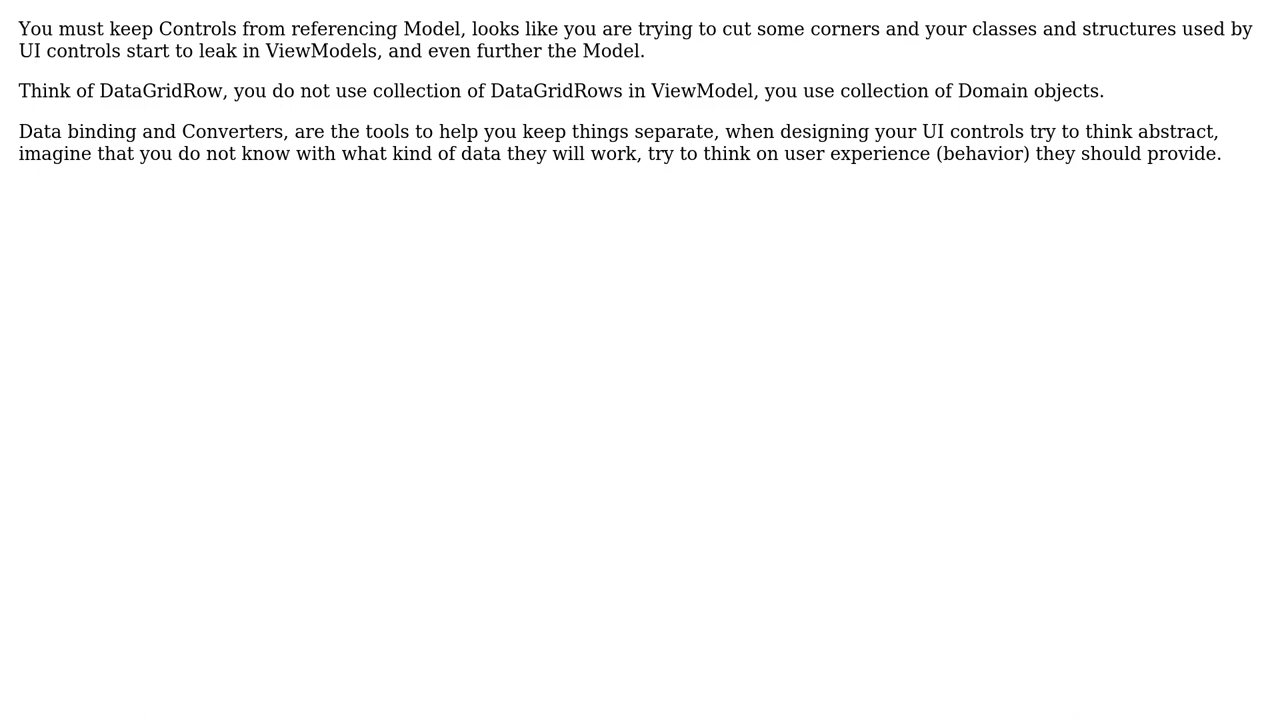 You must keep Controls from referencing Model, looks like you are trying to cut some corners and your classes and structures used by
UI controls start to leak in ViewModels, and even further the Model.
Think of DataGridRow, you do not use collection of DataGridRows in ViewModel, you use collection of Domain objects.
Data binding and Converters, are the tools to help you keep things separate, when designing your UI controls try to think abstract,
imagine that you do not know with what kind of data they will work, try to think on user experience (behavior) they should provide.